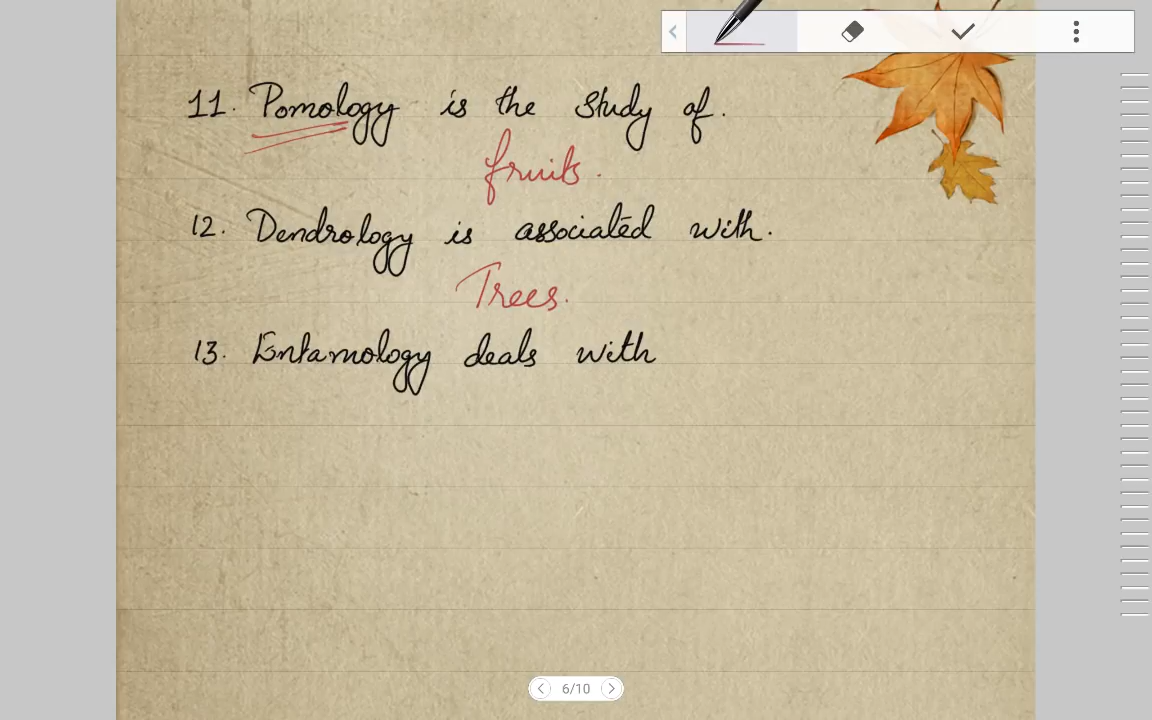 11. Pomology is the study of.
fruits.
12. Dendrology is associated with.
Trees.
13. Entamology deals with
6/10